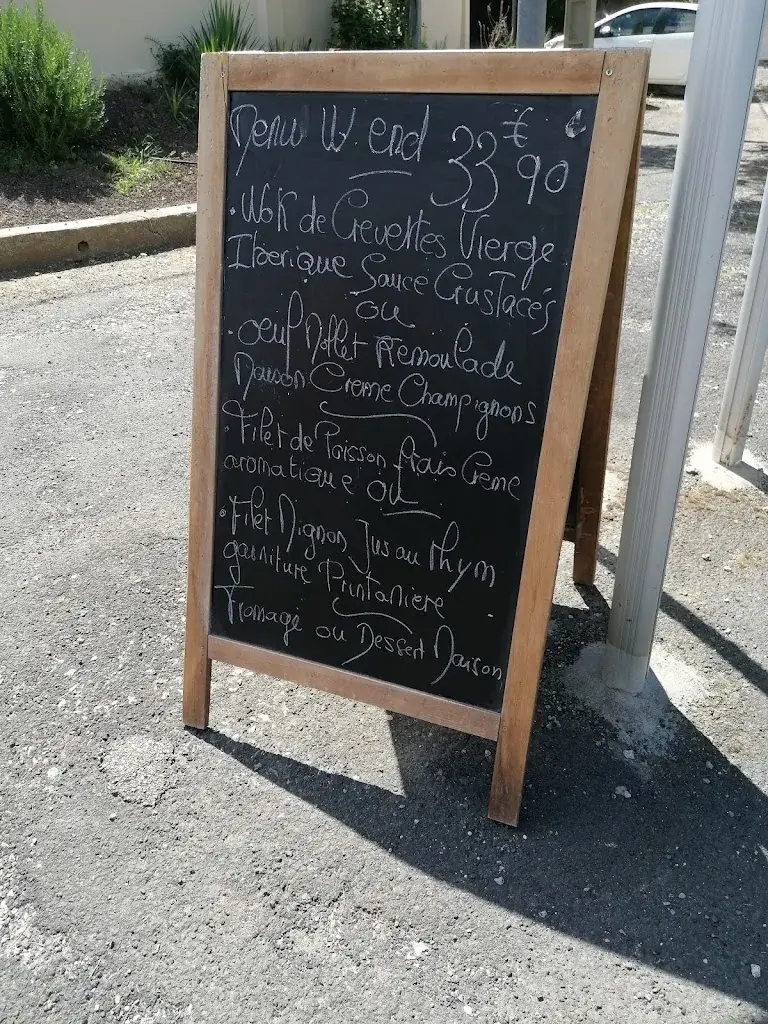 Menu W. end 33€90
. Wok de Crevettes Vierge
Iberique Sauce Crustacés
ou
. oeuf Mollet Remoulade
Maison Creme Champignons
. Filet de Poisson frais Creme
aromatique ou
. Filet Mignon Jus au Thym
garniture Printaniere
Fromage ou Dessert Maison